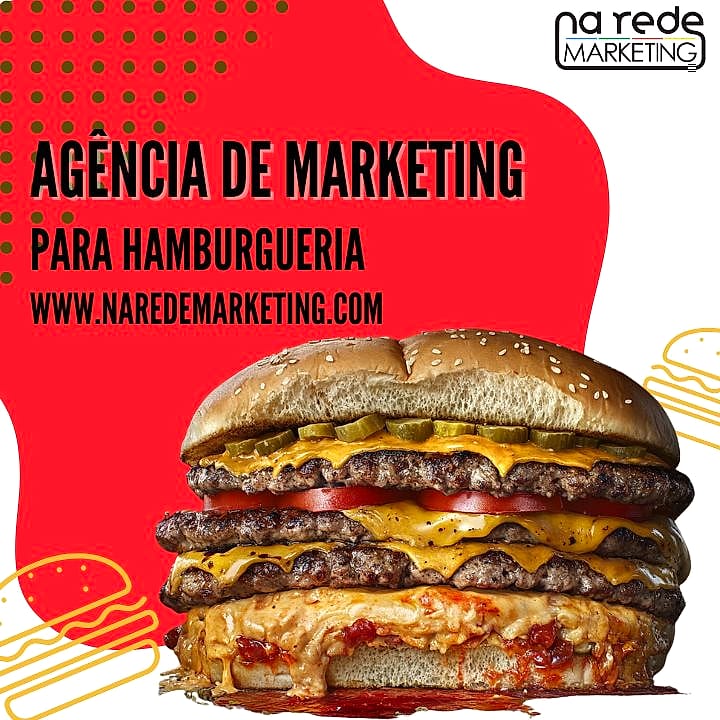 na rede
MARKETING
AGÊNCIA DE MARKETING
PARA HAMBURGUERIA
WWW.NAREDEMARKETING.COM